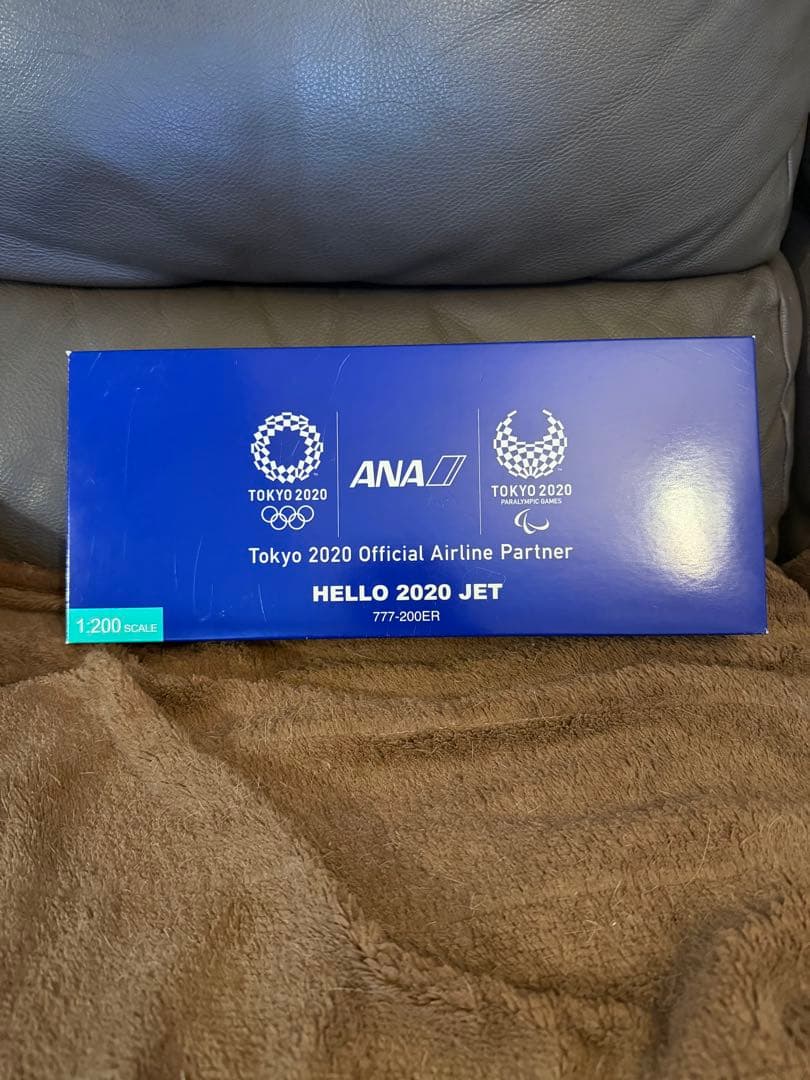 TOKYO 2020
ANA
TOKYO 2020
PARALYMPIC GAMES
Tokyo 2020 Official Airline Partner
HELLO 2020 JET
777-200ER
1:200 SCALE